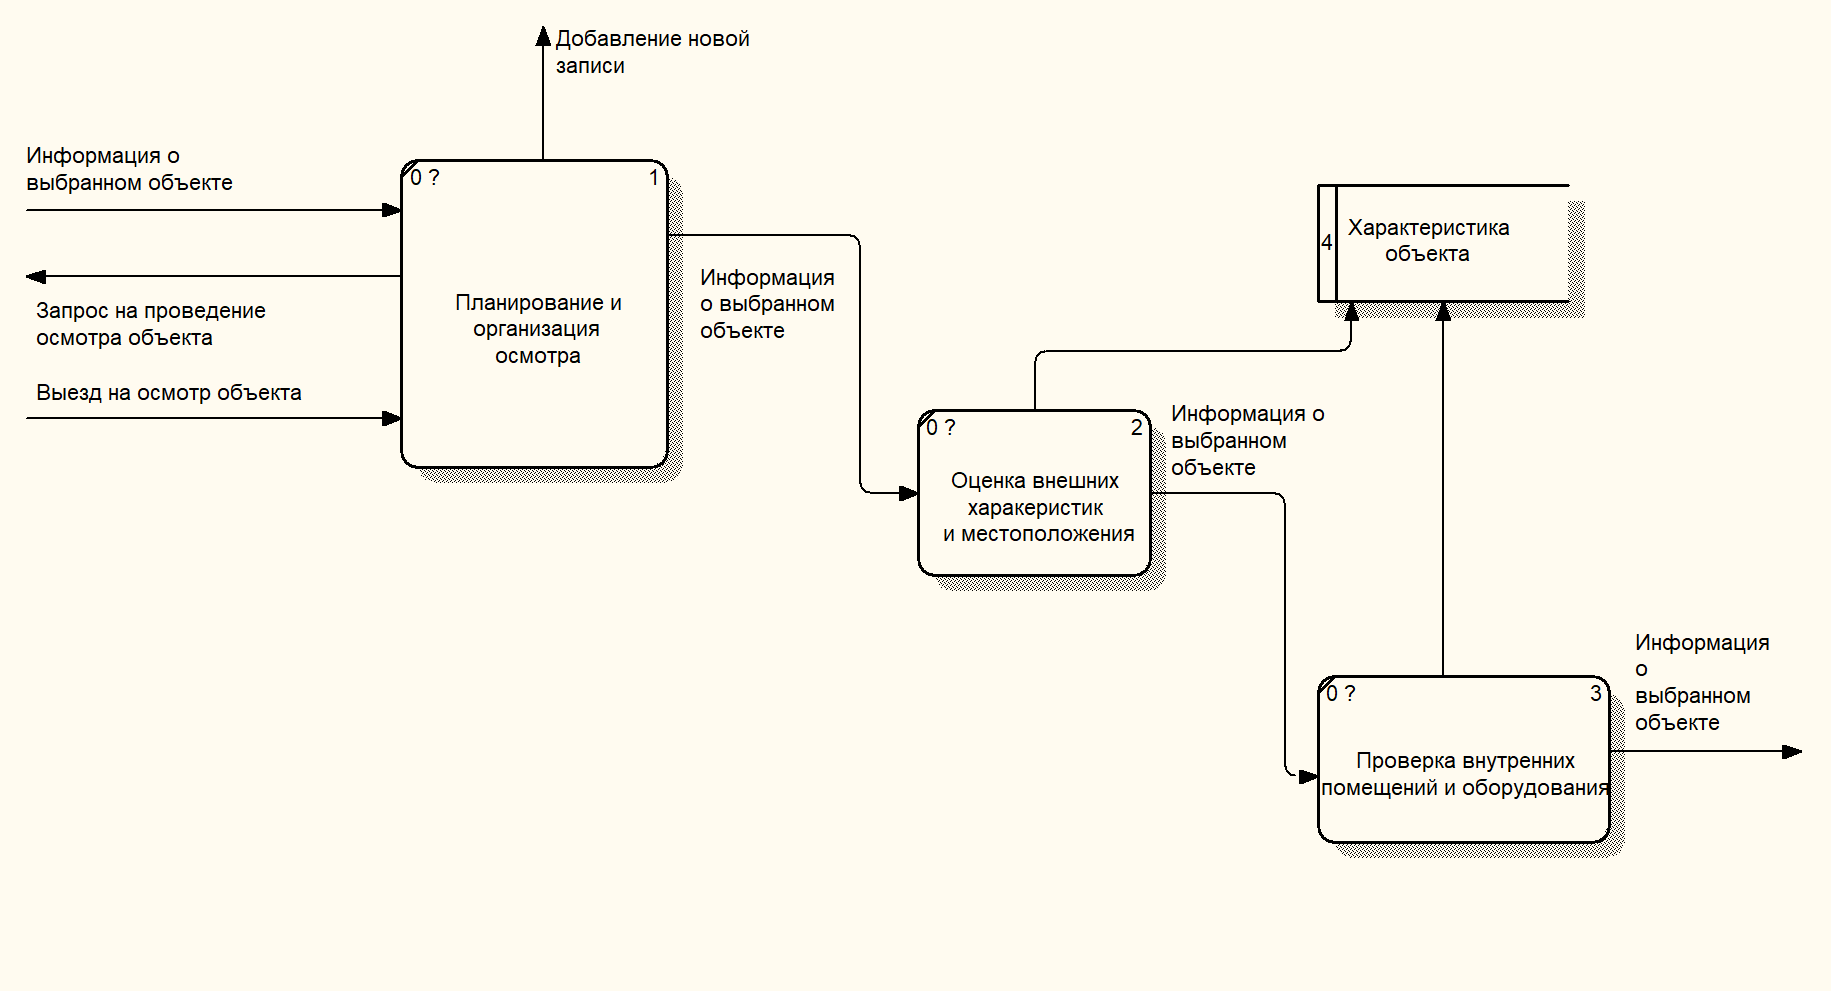 Добавление новой
записи
Информация о
выбранном объекте
0 ?
1
Планирование и
организация
осмотра
Запрос на проведение
осмотра объекта
Выезд на осмотр объекта
Информация
о выбранном
объекте
4
Характеристика
объекта
0 ?
2
Оценка внешних
характеристик
и местоположения
Информация о
выбранном
объекте
0 ?
3
Проверка внутренних
помещений и оборудования
Информация
о
выбранном
объекте